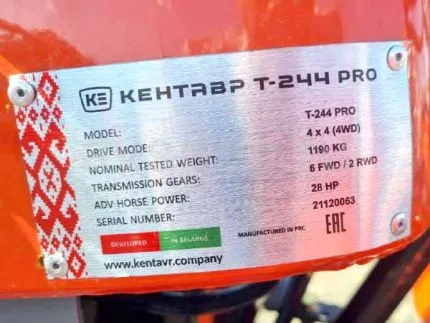 KE КЕНТАВР Т-244 PRO
MODEL: T-244 PRO
DRIVE MODE: 4 x 4 (4WD)
NOMINAL TESTED WEIGHT: 1190 KG
TRANSMISSION GEARS: 6 FWD / 2 RWD
ADV HORSE POWER: 28 HP
SERIAL NUMBER: 21120063
DEVELOPED IN BELARUS MANUFACTURED IN PRC EAC
www.kentavr.company